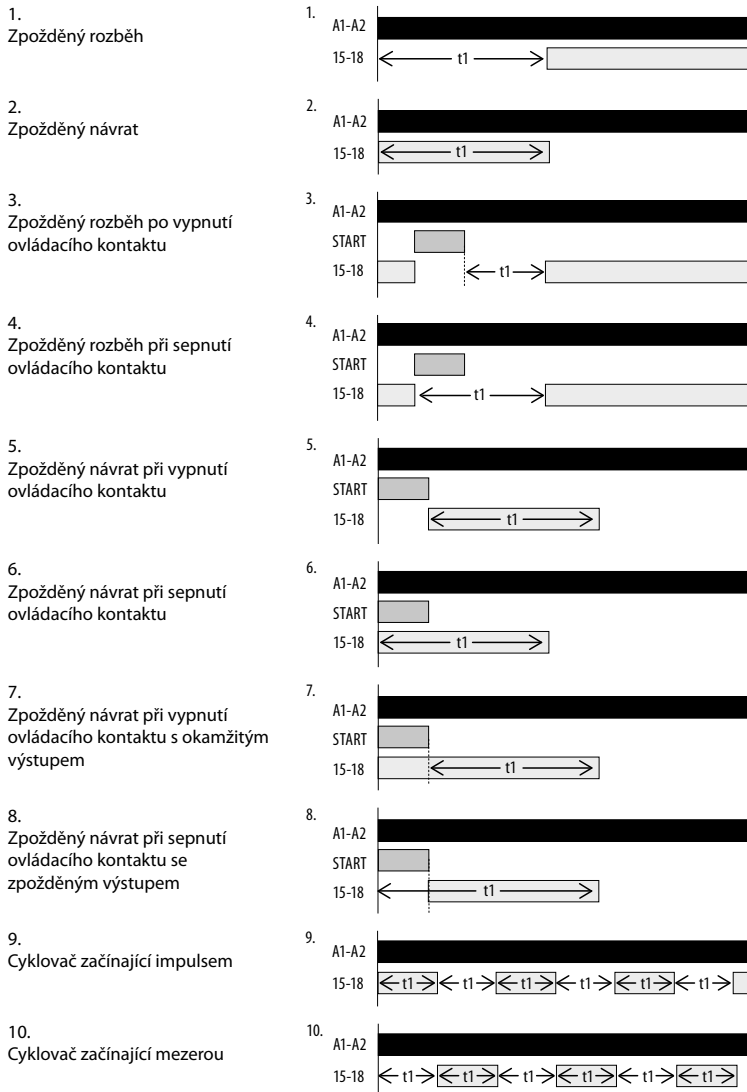 1.
Zpožděný rozběh
1.
A1-A2
15-18
t1
2.
Zpožděný návrat
2.
A1-A2
15-18
t1
3.
Zpožděný rozběh po vypnutí
ovládacího kontaktu
3.
A1-A2
START
15-18
t1
4.
Zpožděný rozběh při sepnutí
ovládacího kontaktu
4.
A1-A2
START
15-18
t1
5.
Zpožděný návrat při vypnutí
ovládacího kontaktu
5.
A1-A2
START
15-18
t1
6.
Zpožděný návrat při sepnutí
ovládacího kontaktu
6.
A1-A2
START
15-18
t1
7.
Zpožděný návrat při vypnutí
ovládacího kontaktu s okamžitým
výstupem
7.
A1-A2
START
15-18
t1
8.
Zpožděný návrat při sepnutí
ovládacího kontaktu se
zpožděným výstupem
8.
A1-A2
START
15-18
t1
9.
Cyklovač začínající impulsem
9.
A1-A2
15-18 t1 t1 t1 t1 t1 t1
10.
Cyklovač začínající mezerou
10.
A1-A2
15-18 t1 t1 t1 t1 t1 t1